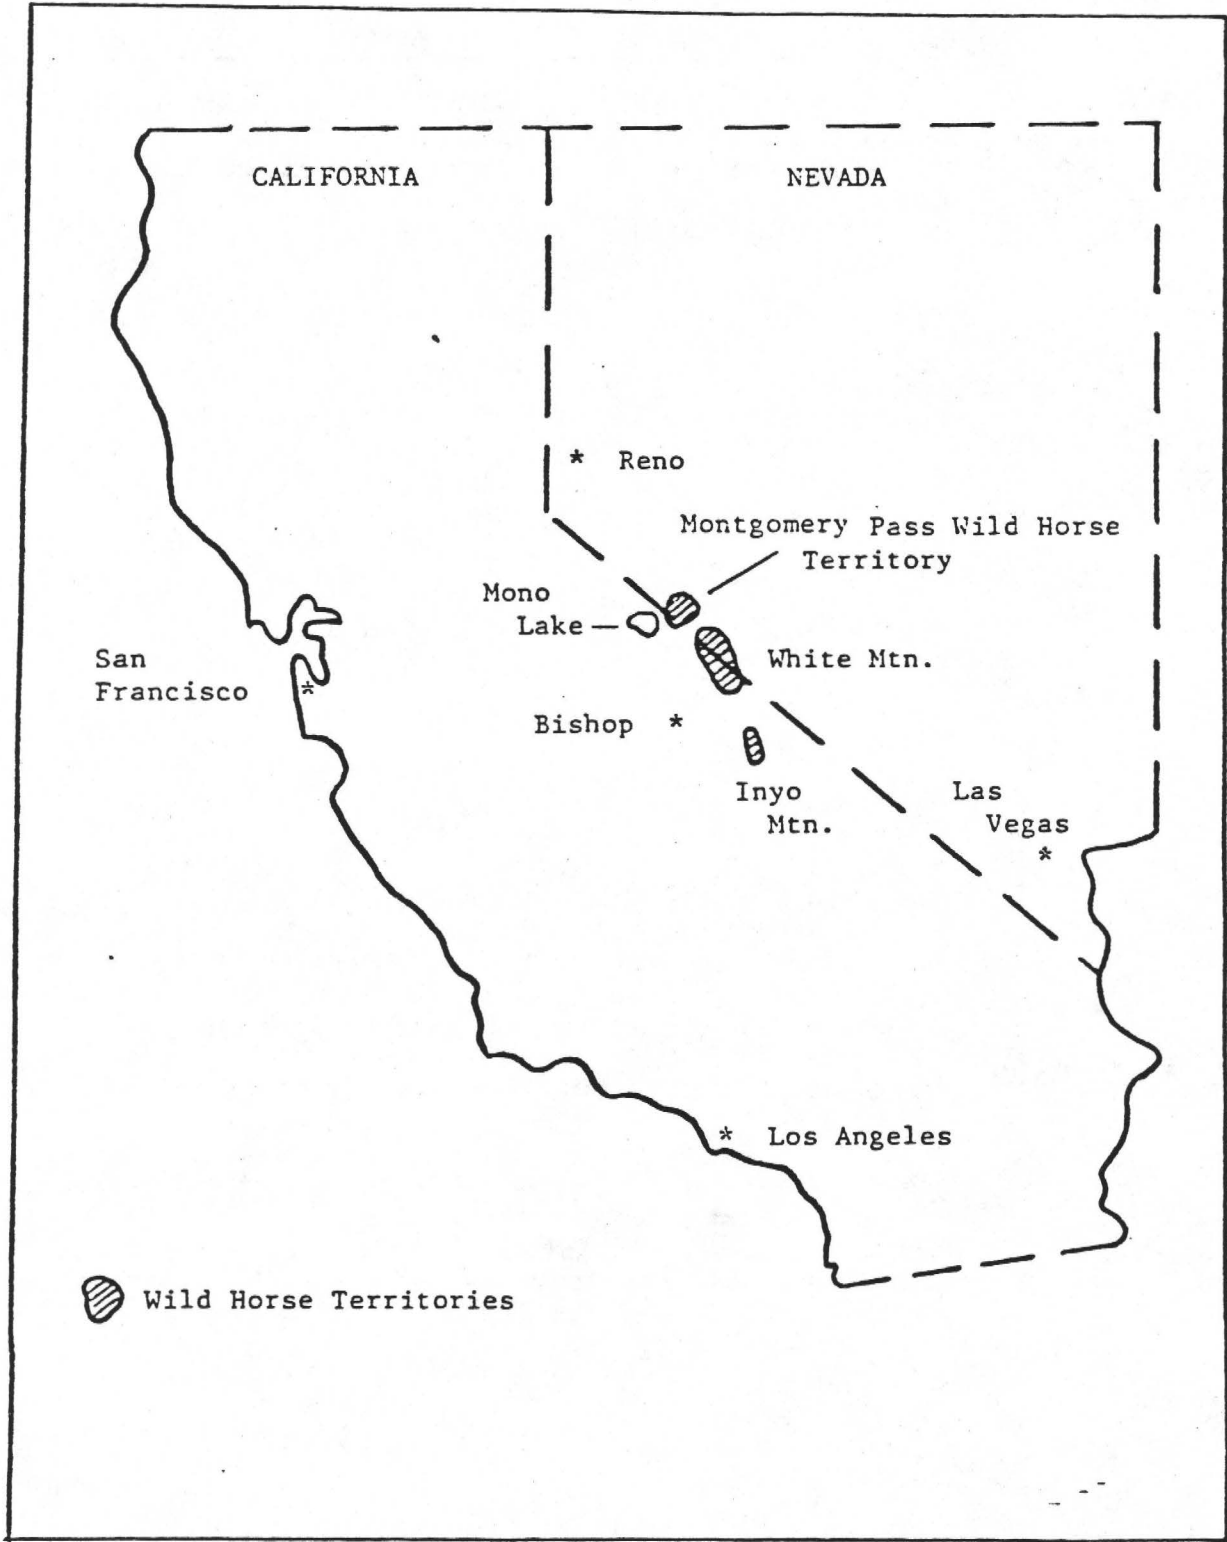 CALIFORNIA
NEVADA
* Reno
Montgomery Pass Wild Horse
Territory
Mono
Lake
San
Francisco
*
White Mtn.
Bishop *
Inyo
Mtn.
Las
Vegas
*
* Los Angeles
Wild Horse Territories